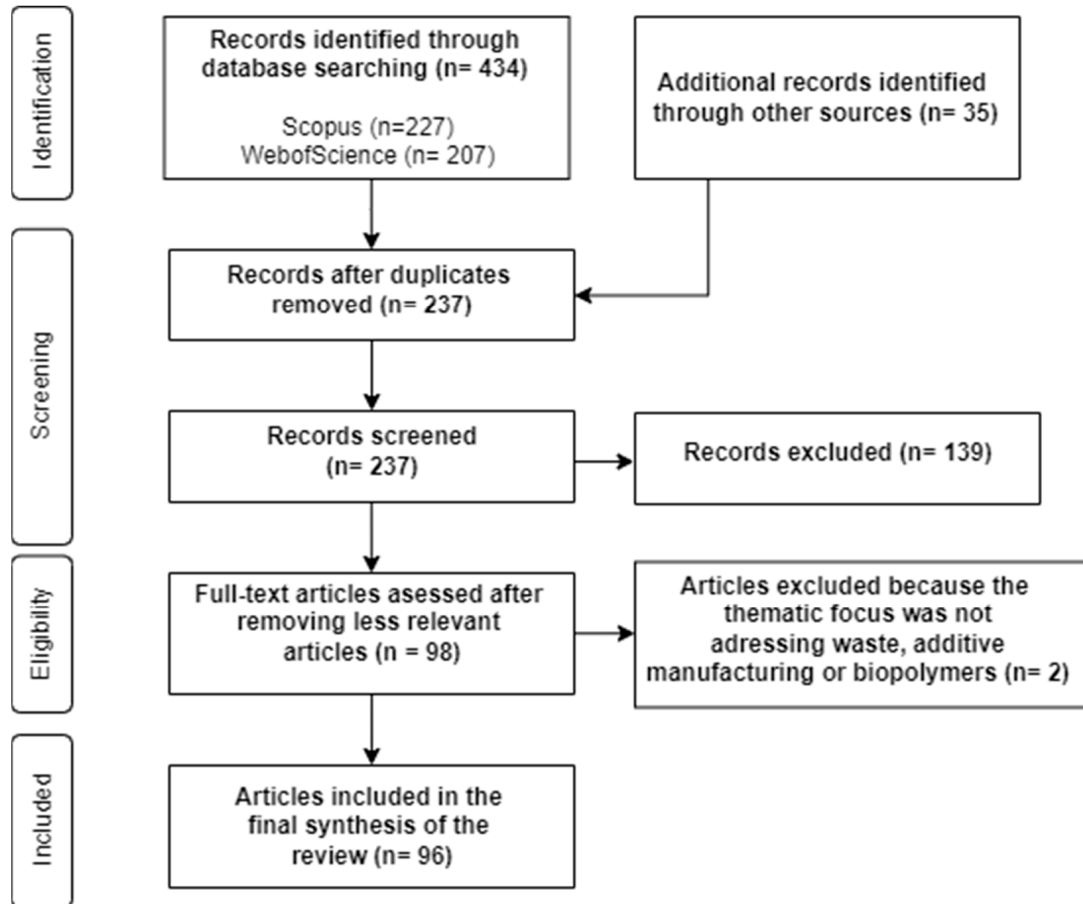 Identification
Records identified through
database searching (n= 434)
Scopus (n=227)
WebofScience (n= 207)
Additional records identified
through other sources (n= 35)
Screening
Records after duplicates
removed (n= 237)
Records screened
(n= 237)
Records excluded (n= 139)
Eligibility
Full-text articles asessed after
removing less relevant
articles (n = 98)
Articles excluded because the
thematic focus was not
adressing waste, additive
manufacturing or biopolymers (n= 2)
Included
Articles included in the
final synthesis of the
review (n= 96)